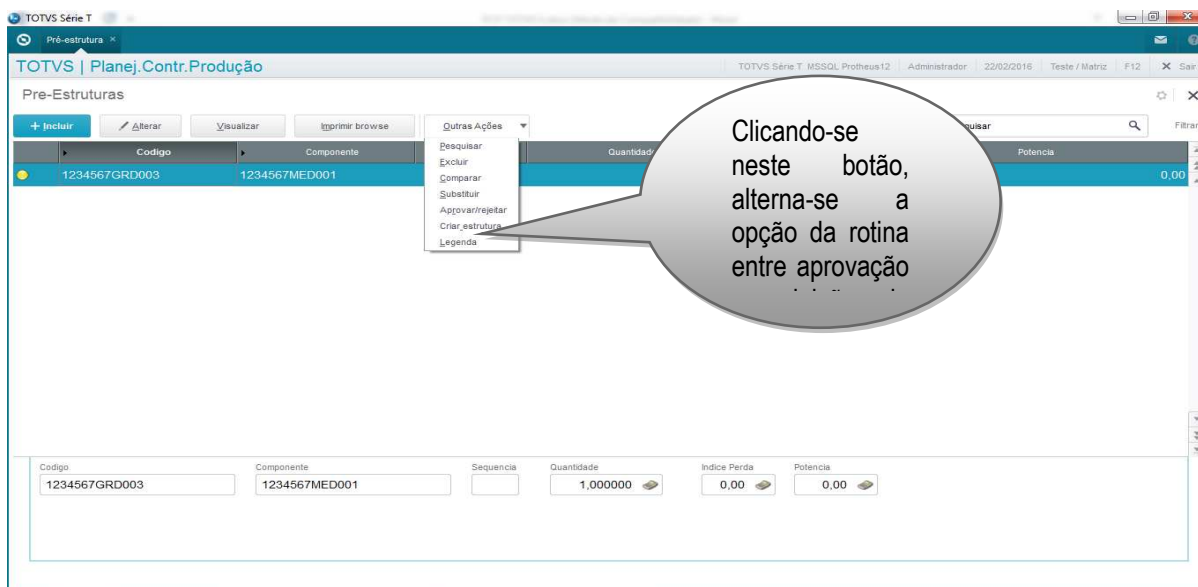 TOTVS Série T
Pré-estrutura ×
TOTVS | Planej.Contr.Produção
TOTVS Série T MSSQL Protheus12 Administrador 22/02/2016 Teste / Matriz F12 Sair
Pre-Estruturas
+ Incluir Alterar Visualizar Imprimir browse Outras Ações Filtrar
Codigo Componente Quantidade Potencia
1234567GRD003 1234567MED001 0,00
Pesquisar
Excluir
Comparar
Substituir
Aprovar/rejeitar
Criar estrutura
Legenda
Clicando-se
neste botão,
alterna-se a
opção da rotina
entre aprovação
Codigo Componente Sequencia Quantidade Indice Perda Potencia
1234567GRD003 1234567MED001 1,000000 0,00 0,00